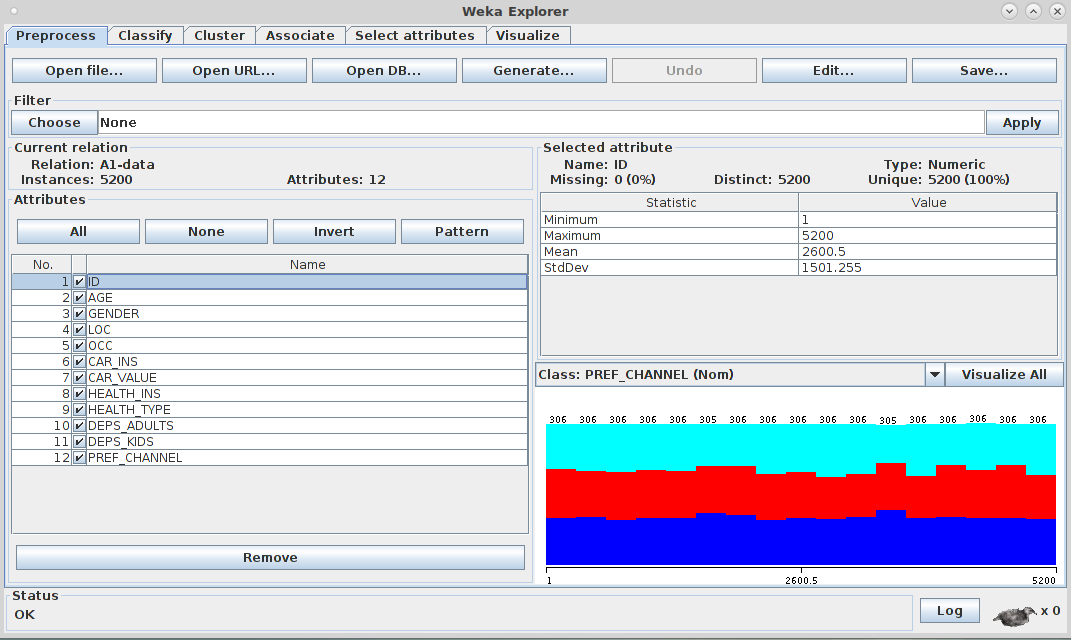 Weka Explorer
Preprocess Classify Cluster Associate Select attributes Visualize
Open file... Open URL... Open DB... Generate... Undo Edit... Save...
Filter
Choose None Apply
Current relation
Relation: A1-data
Instances: 5200 Attributes: 12
Attributes
All None Invert Pattern
No. Name
1 ID
2 AGE
3 GENDER
4 LOC
5 OCC
6 CAR_INS
7 CAR_VALUE
8 HEALTH_INS
9 HEALTH_TYPE
10 DEPS_ADULTS
11 DEPS_KIDS
12 PREF_CHANNEL
Remove
Selected attribute
Name: ID Type: Numeric
Missing: 0 (0%) Distinct: 5200 Unique: 5200 (100%)
Statistic Value
Minimum 1
Maximum 5200
Mean 2600.5
StdDev 1501.255
Class: PREF_CHANNEL (Nom) Visualize All
306 306 306 306 306 305 306 306 306 306 306 305 306 306 306 306 306
1 2600.5 5200
Status
OK
Log x 0